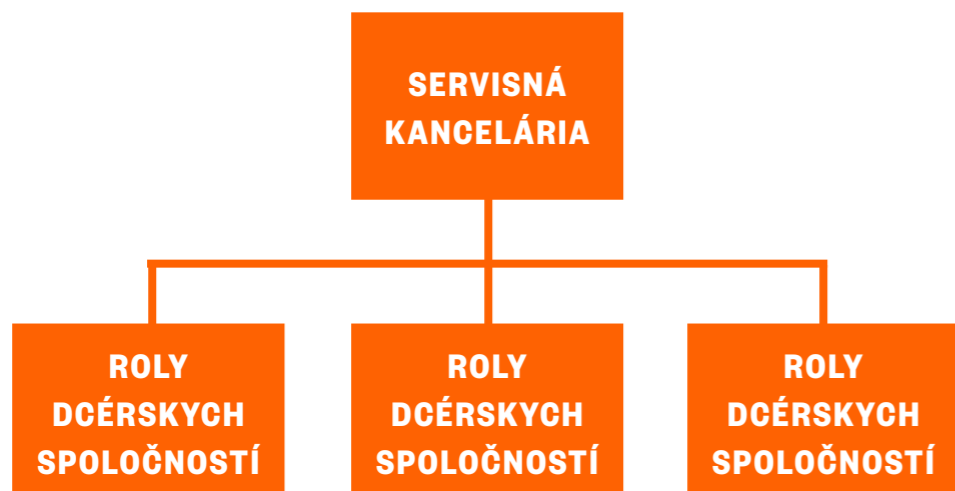 SERVISNÁ
KANCELÁRIA
ROLY
DCÉRSKYCH
SPOLOČNOSTÍ
ROLY
DCÉRSKYCH
SPOLOČNOSTÍ
ROLY
DCÉRSKYCH
SPOLOČNOSTÍ